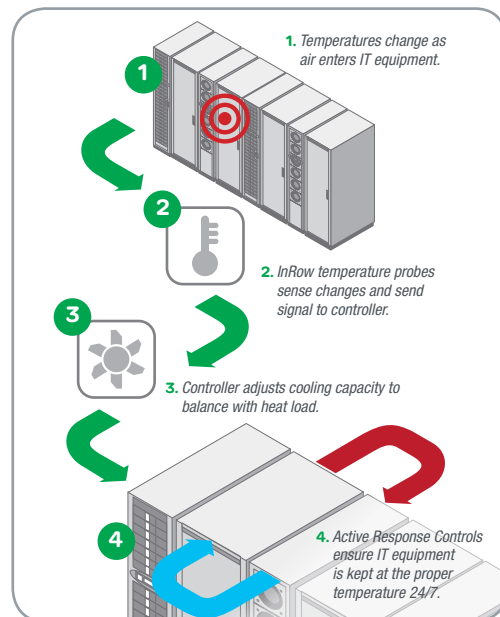 1
1. Temperatures change as
air enters IT equipment.
2
2. InRow temperature probes
sense changes and send
signal to controller.
3
3. Controller adjusts cooling capacity to
balance with heat load.
4
4. Active Response Controls
ensure IT equipment
is kept at the proper
temperature 24/7.